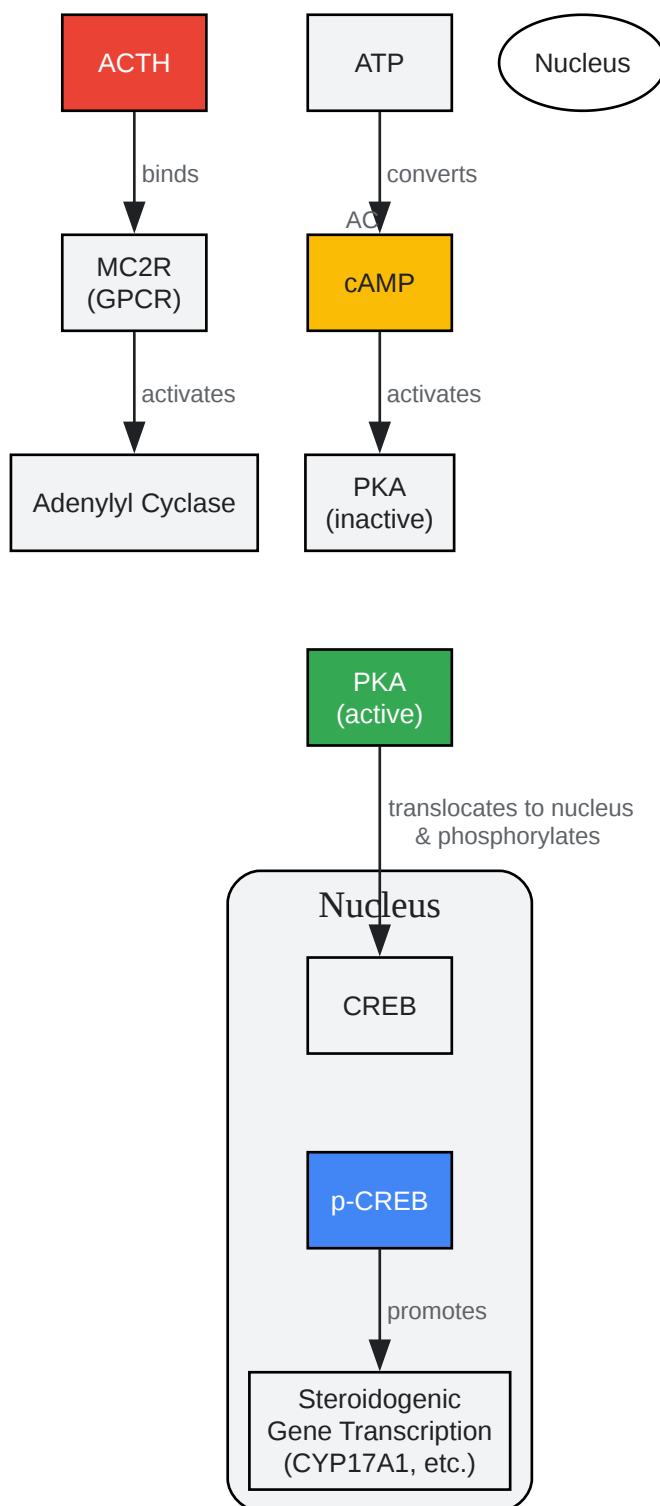 ACTH
ATP
Nucleus
binds
converts
AC
MC2R
(GPCR)
cAMP
activates
activates
Adenylyl Cyclase
PKA
(inactive)
PKA
(active)
translocates to nucleus
& phosphorylates
Nucleus
CREB
p-CREB
promotes
Steroidogenic
Gene Transcription
(CYP17A1, etc.)